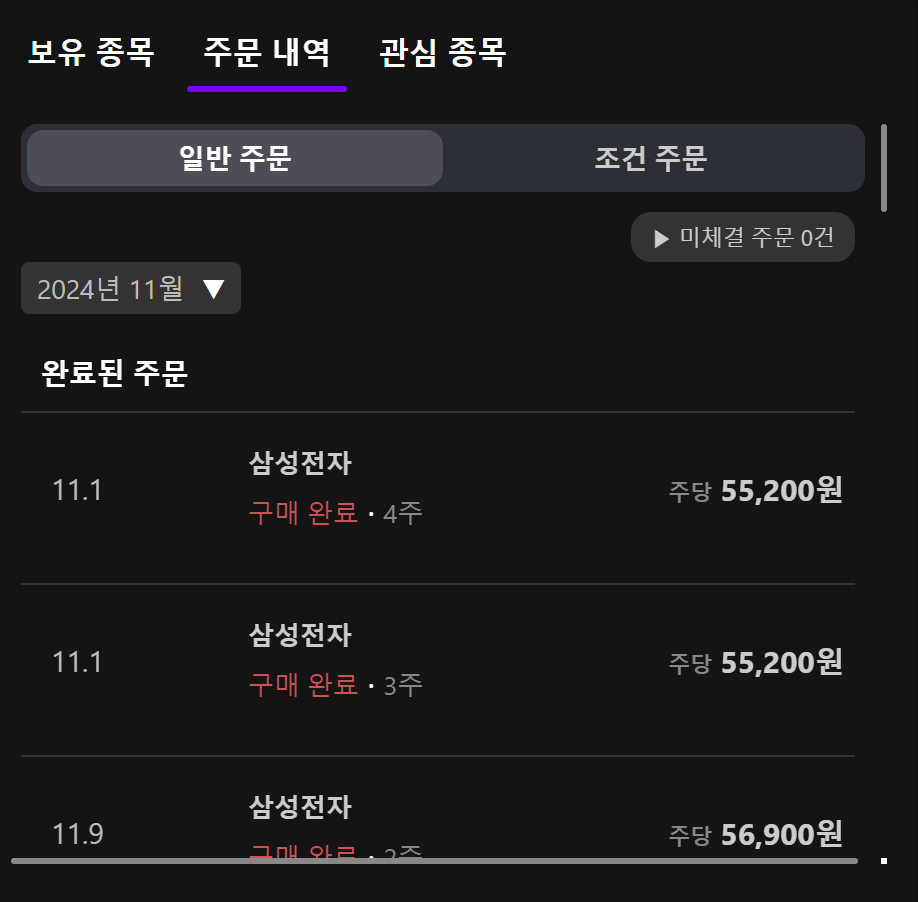 보유 종목 주문 내역 관심 종목
일반 주문 조건 주문
▶ 미체결 주문 0건
2024년 11월 ▼
완료된 주문
삼성전자
11.1 주당 55,200원
구매 완료 · 4주
삼성전자
11.1 주당 55,200원
구매 완료 · 3주
삼성전자
11.9 주당 56,900원
구매 완료